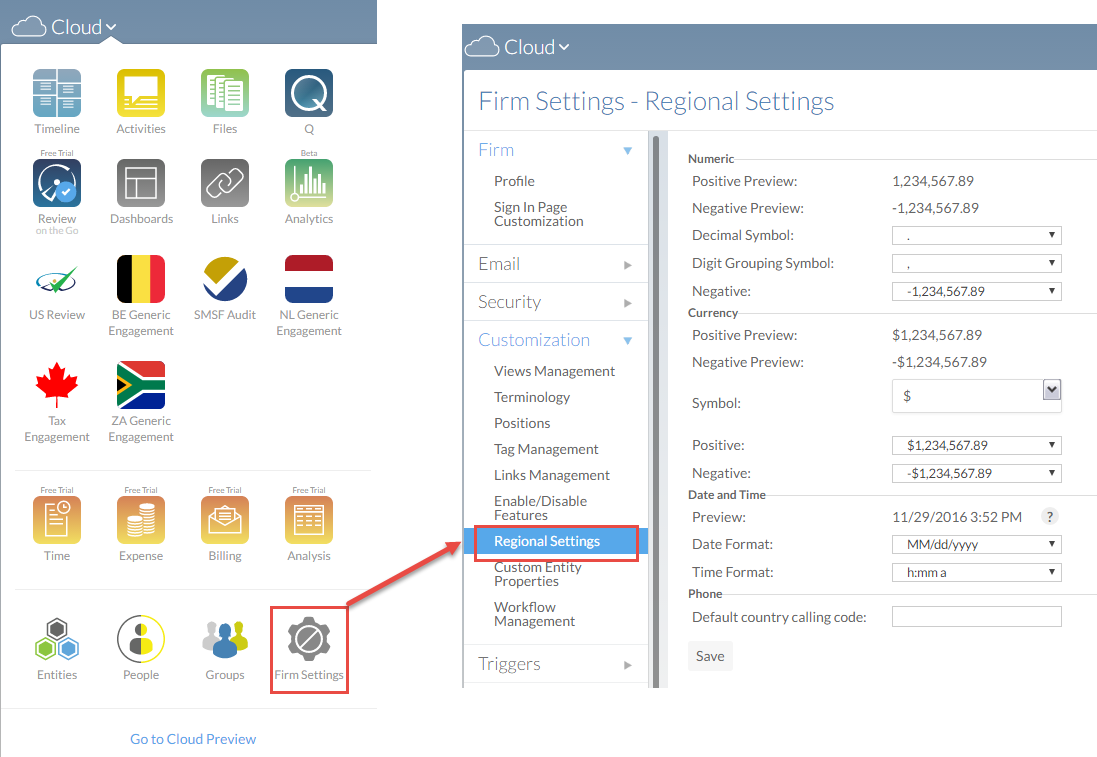 Cloud
Timeline
Activities
Files
Q
Free Trial
Beta
Review
on the Go
Dashboards
Links
Analytics
US Review
BE Generic
Engagement
SMSF Audit
NL Generic
Engagement
Tax
Engagement
ZA Generic
Engagement
Free Trial
Free Trial
Free Trial
Free Trial
Time
Expense
Billing
Analysis
Entities
People
Groups
Firm Settings
Go to Cloud Preview
Cloud
Firm Settings - Regional Settings
Firm
Profile
Sign In Page
Customization
Email
Security
Customization
Views Management
Terminology
Positions
Tag Management
Links Management
Enable/Disable
Features
Regional Settings
Custom Entity
Properties
Workflow
Management
Triggers
Numeric
Positive Preview: 1,234,567.89
Negative Preview: -1,234,567.89
Decimal Symbol: .
Digit Grouping Symbol: ,
Negative: -1,234,567.89
Currency
Positive Preview: $1,234,567.89
Negative Preview: -$1,234,567.89
Symbol: $
Positive: $1,234,567.89
Negative: -$1,234,567.89
Date and Time
Preview: 11/29/2016 3:52 PM ?
Date Format: MM/dd/yyyy
Time Format: h:mm a
Phone
Default country calling code:
Save